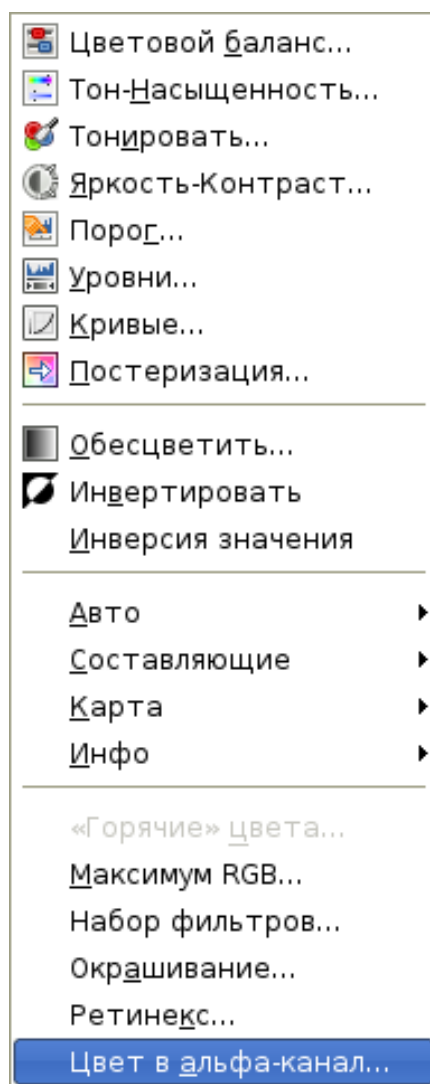 Цветовой баланс...
Тон-Насыщенность...
Тонировать...
Яркость-Контраст...
Порог...
Уровни...
Кривые...
Постеризация...
Обесцветить...
Инвертировать
Инверсия значения
Авто
Составляющие
Карта
Инфо
«Горячие» цвета...
Максимум RGB...
Набор фильтров...
Окрашивание...
Ретинекс...
Цвет в альфа-канал...